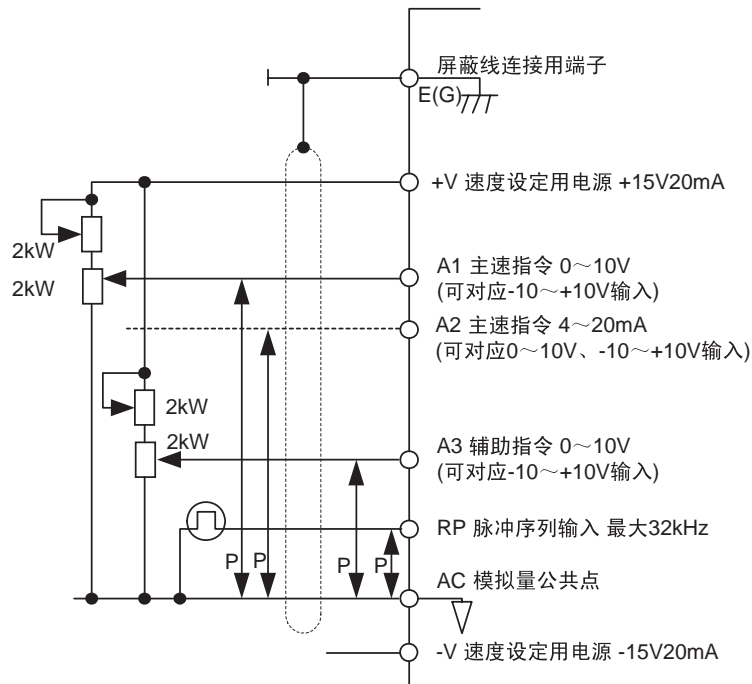 屏蔽线连接用端子
E(G)
+V 速度设定用电源 +15V20mA
2kW
A1 主速指令 0～10V
2kW
(可对应-10～+10V输入)
A2 主速指令 4～20mA
(可对应0～10V、-10～+10V输入)
2kW
2kW
A3 辅助指令 0～10V
(可对应-10～+10V输入)
RP 脉冲序列输入 最大32kHz
P
P
P
P
AC 模拟量公共点
-V 速度设定用电源 -15V20mA